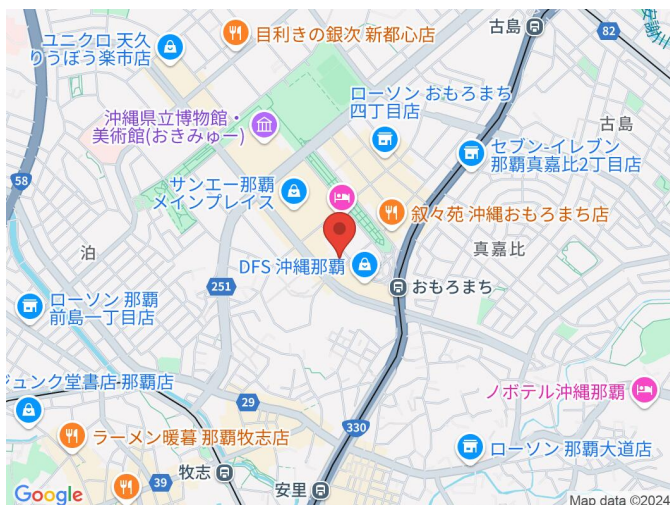 古島
82
ユニクロ 天久
りうぼう楽市店
目利きの銀次 新都心店
ローソン おもろまち
四丁目店
古島
沖縄県立博物館・
美術館(おきみゅー)
セブン-イレブン
那覇真嘉比2丁目店
58
サンエー那覇
メインプレイス
叙々苑 沖縄おもろまち店
泊
真嘉比
DFS 沖縄那覇
251
おもろまち
ローソン 那覇
前島一丁目店
ジュンク堂書店-那覇店
ノボテル沖縄那覇
29
330
ラーメン暖暮 那覇牧志店
ローソン 那覇大道店
牧志
39
安里
Google
Map data ©2024